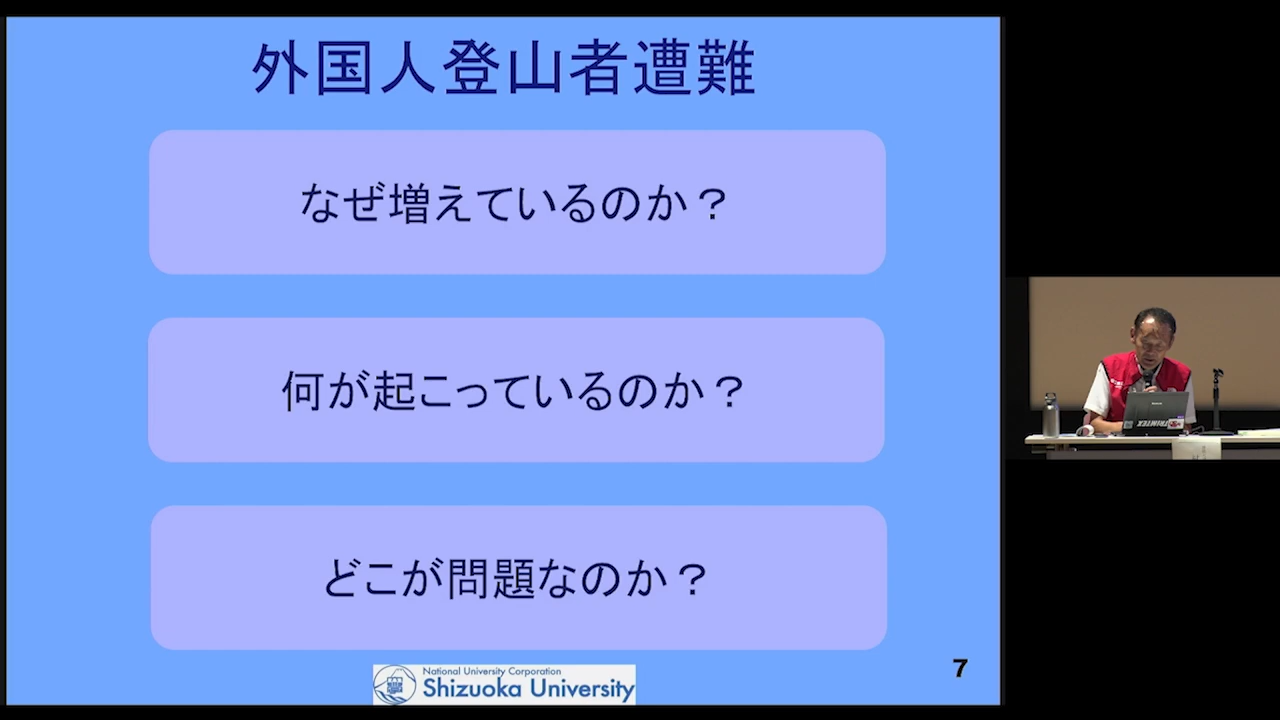 外国人登山者遭難
なぜ増えているのか？
何が起こっているのか？
どこが問題なのか？
National University Corporation
Shizuoka University
7
TRIMTEX